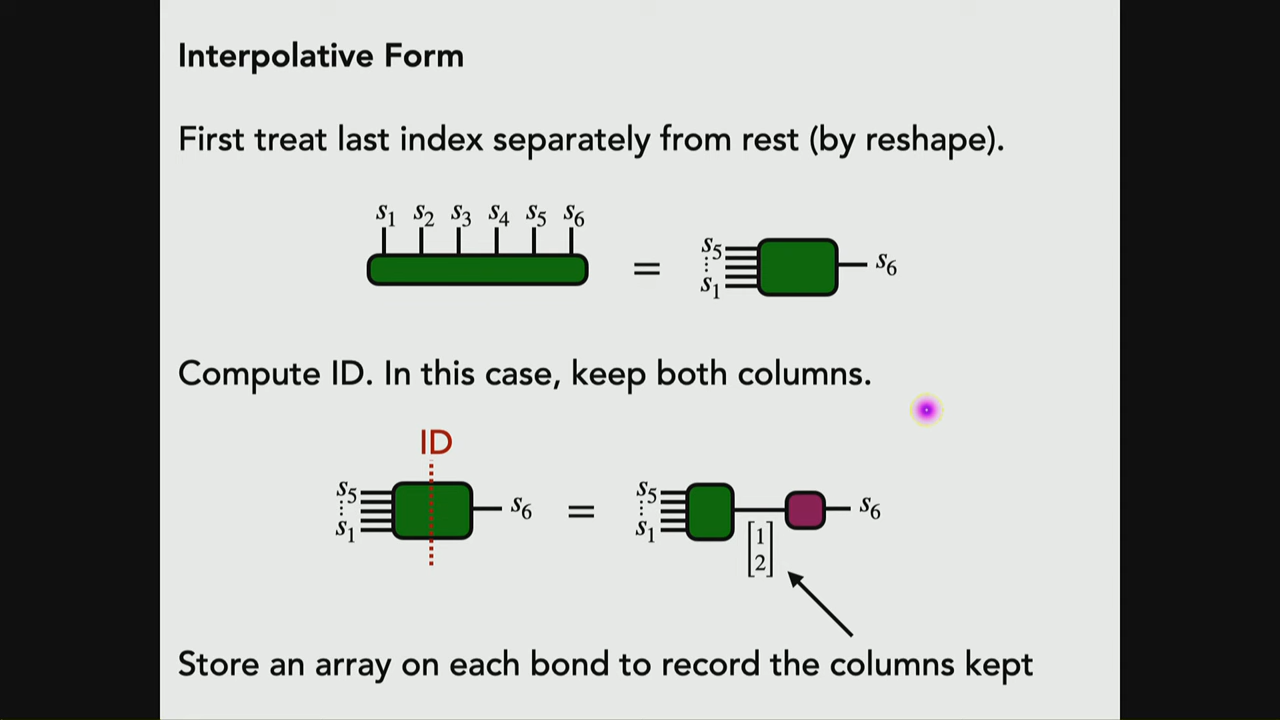 Interpolative Form
First treat last index separately from rest (by reshape).
s1 s2 s3 s4 s5 s6
=
s5
⋮
s1
s6
Compute ID. In this case, keep both columns.
ID
s5
⋮
s1
s6
=
s5
⋮
s1
s6
[1
2]
Store an array on each bond to record the columns kept